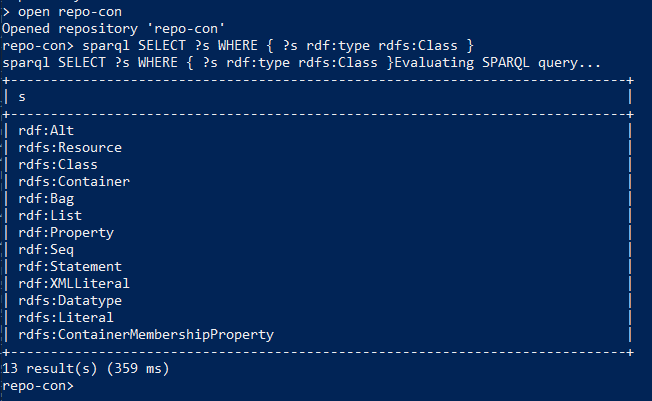 > open repo-con
Opened repository 'repo-con'
repo-con> sparql SELECT ?s WHERE { ?s rdf:type rdfs:Class }
sparql SELECT ?s WHERE { ?s rdf:type rdfs:Class }Evaluating SPARQL query...
+-----------------------------------------------------------------------------+
| s                                                                           |
+-----------------------------------------------------------------------------+
| rdf:Alt                                                                     |
| rdfs:Resource                                                               |
| rdfs:Class                                                                  |
| rdfs:Container                                                              |
| rdf:Bag                                                                     |
| rdf:List                                                                    |
| rdf:Property                                                                |
| rdf:Seq                                                                     |
| rdf:Statement                                                               |
| rdf:XMLLiteral                                                              |
| rdfs:Datatype                                                               |
| rdfs:Literal                                                                |
| rdfs:ContainerMembershipProperty                                            |
+-----------------------------------------------------------------------------+
13 result(s) (359 ms)
repo-con>